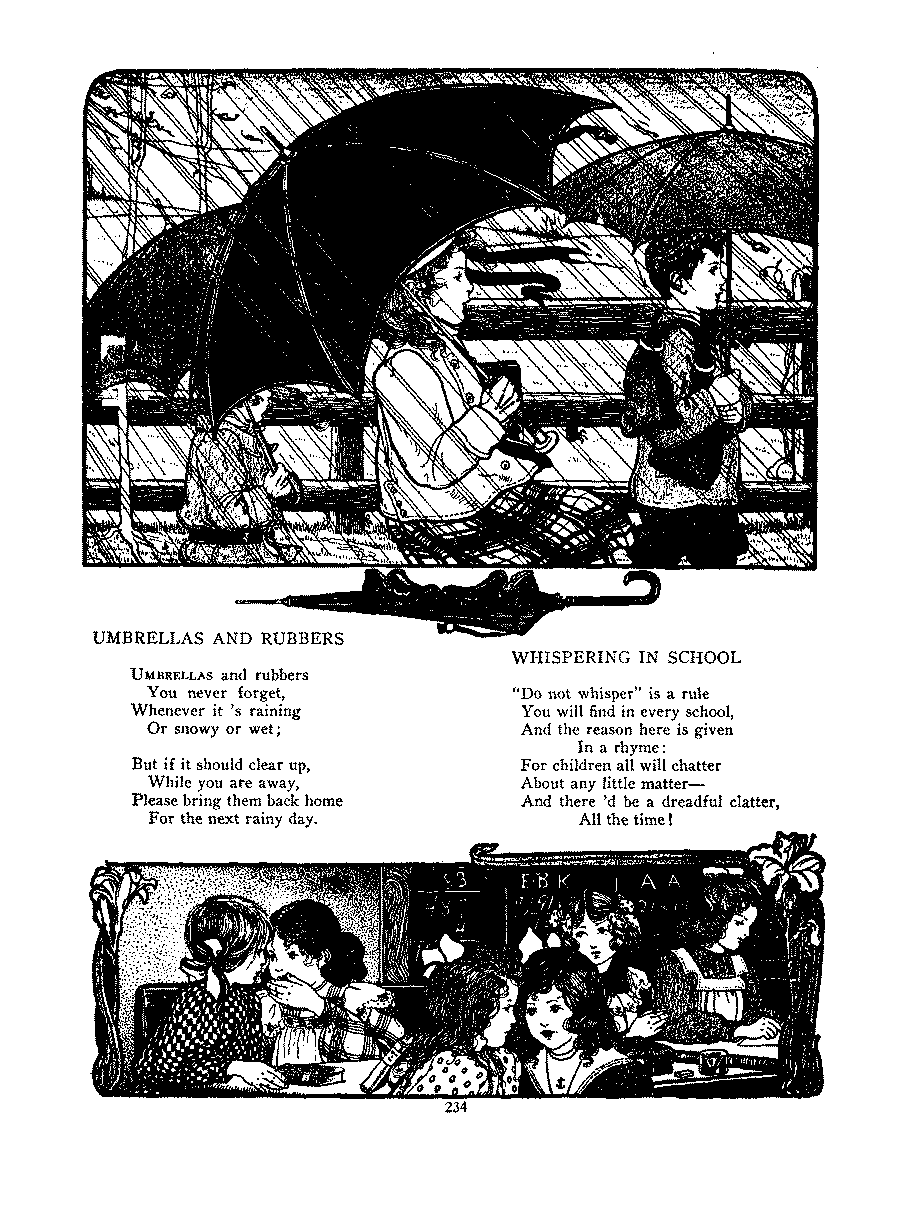 UMBRELLAS AND RUBBERS
UMBRELLAS and rubbers
You never forget,
Whenever it 's raining
Or snowy or wet;
But if it should clear up,
While you are away,
Please bring them back home
For the next rainy day.
WHISPERING IN SCHOOL
"Do not whisper" is a rule
You will find in every school,
And the reason here is given
In a rhyme:
For children all will chatter
About any little matter—
And there 'd be a dreadful clatter,
All the time!
EBK
A A
234